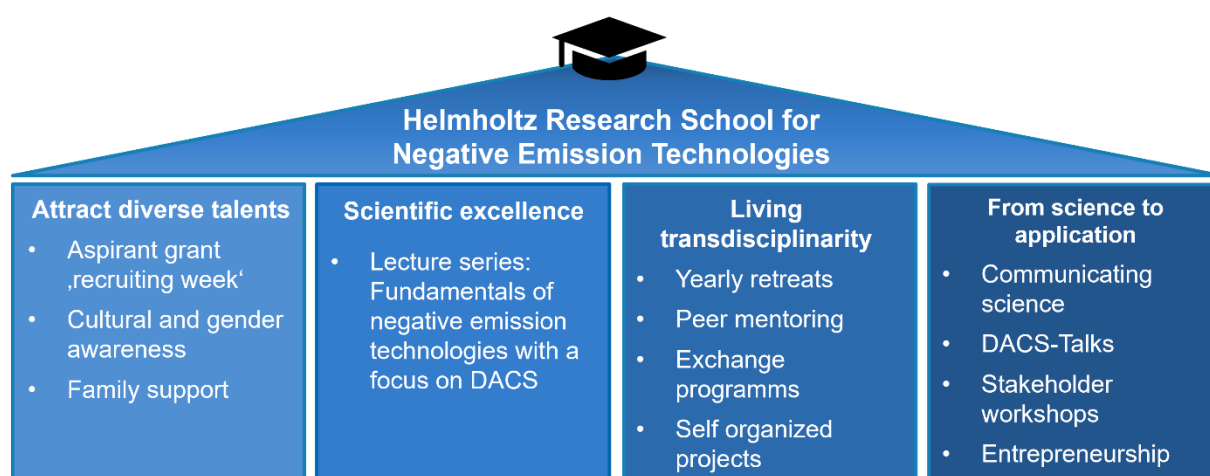 Helmholtz Research School for
Negative Emission Technologies
Attract diverse talents
• Aspirant grant
‚recruiting week‘
• Cultural and gender
awareness
• Family support
Scientific excellence
• Lecture series:
Fundamentals of
negative emission
technologies with a
focus on DACS
Living
transdisciplinarity
• Yearly retreats
• Peer mentoring
• Exchange
programms
• Self organized
projects
From science to
application
• Communicating
science
• DACS-Talks
• Stakeholder
workshops
• Entrepreneurship